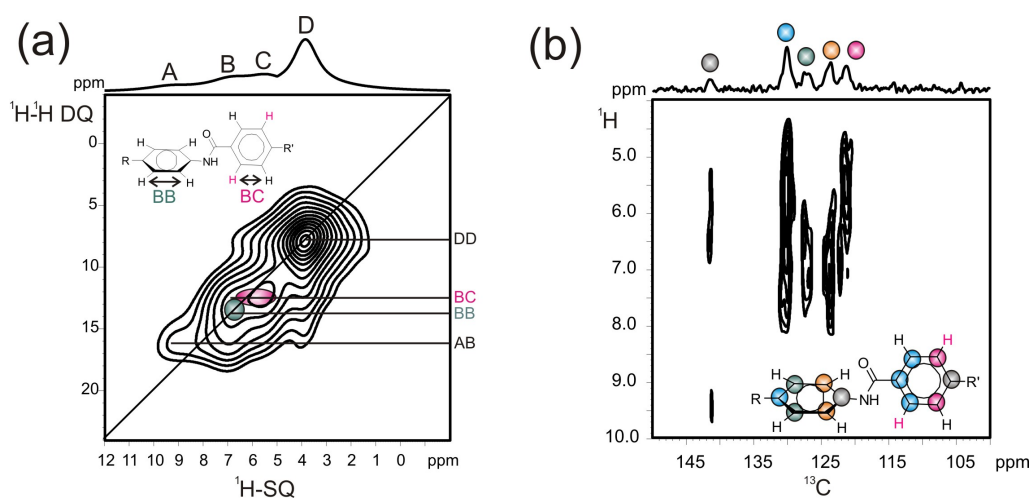 (a)
A B C D
ppm
¹H-¹H DQ
0
5
10
15
20
H H
R
NH
H H
BB
O
H H
R'
H H
BC
DD
BC
BB
AB
12 11 10 9 8 7 6 5 4 3 2 1 0 ppm
¹H-SQ
(b)
ppm
¹H
5.0
6.0
7.0
8.0
9.0
10.0
H H
R
NH
H H
O
H H
R'
H H
145 135 125 115 105 ppm
¹³C